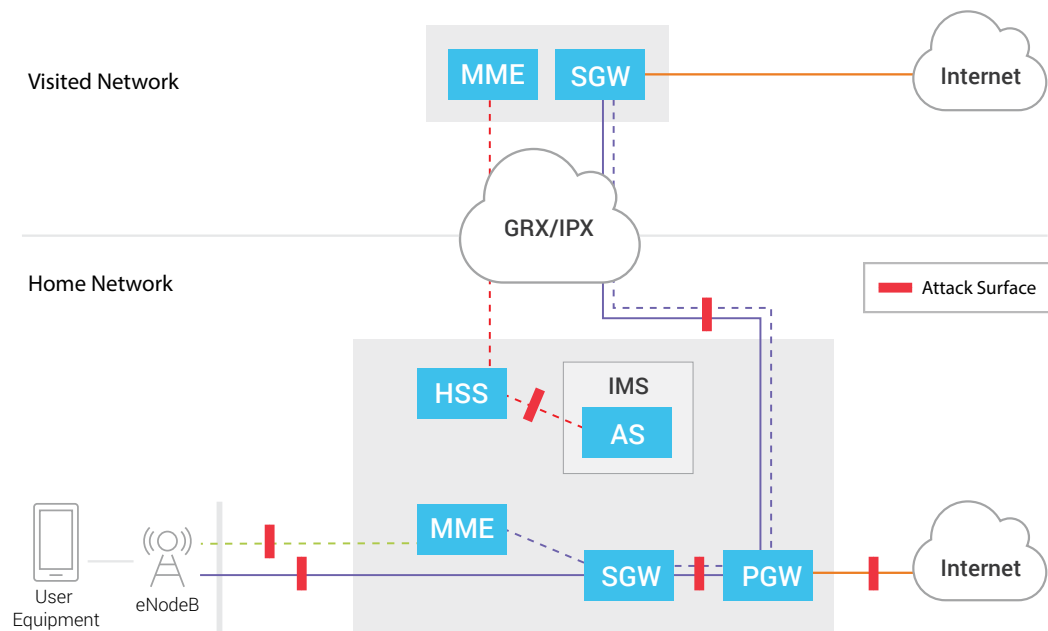 Visited Network
MME
SGW
Internet
GRX/IPX
Home Network
Attack Surface
HSS
IMS
AS
MME
SGW
PGW
Internet
User
Equipment
eNodeB